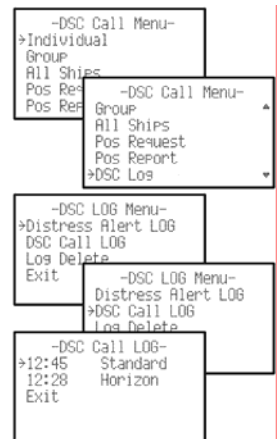 -DSC Call Menu-
→Individual
Group
All Ships
Pos Re
Pos Re
-DSC Call Menu-
Group
All Ships
Pos Request
Pos Report
→DSC Log
-DSC LOG Menu-
→Distress Alert LOG
DSC Call LOG
Log Delete
Exit
-DSC LOG Menu-
Distress Alert LOG
→DSC Call LOG
Log Delete
-DSC Call LOG-
→12:45 Standard
12:28 Horizon
Exit